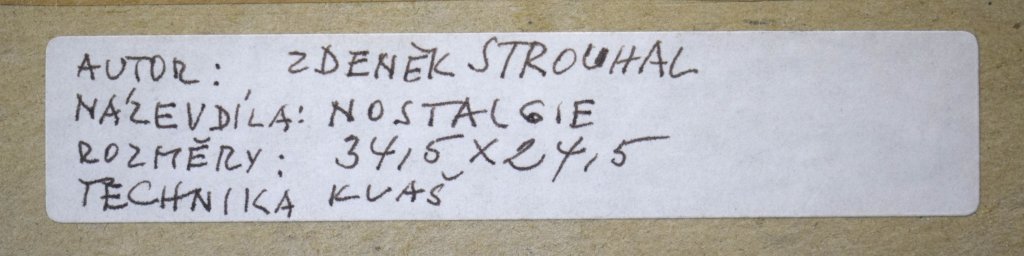 AUTOR: ZDENĚK STROUHAL
NÁZEV DÍLA: NOSTALGIE
ROZMĚRY: 34,5 X 24,5
TECHNIKA KVAŠ